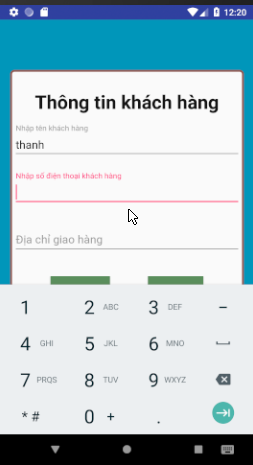 12:20
Thông tin khách hàng
Nhập tên khách hàng
thanh
Nhập số điện thoại khách hàng
Địa chỉ giao hàng
1 2 ABC 3 DEF –
4 GHI 5 JKL 6 MNO
7 PQRS 8 TUV 9 WXYZ
* # 0 + .